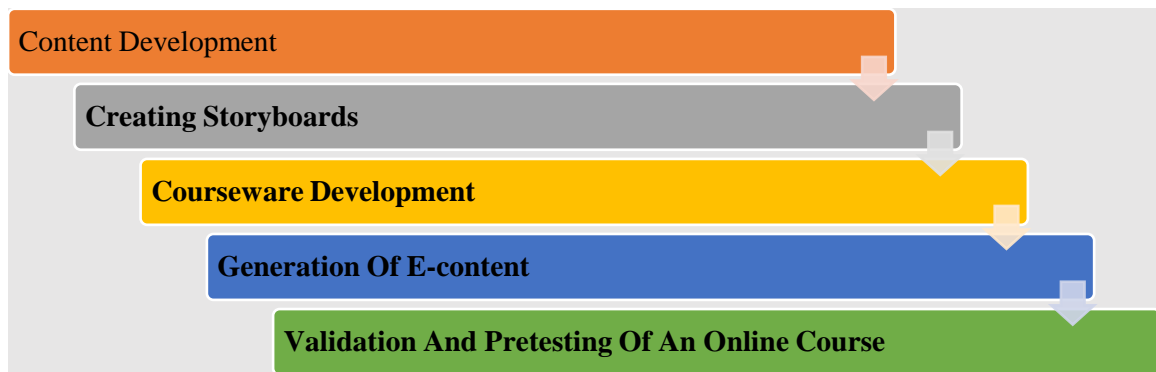 Content Development
Creating Storyboards
Courseware Development
Generation Of E-content
Validation And Pretesting Of An Online Course